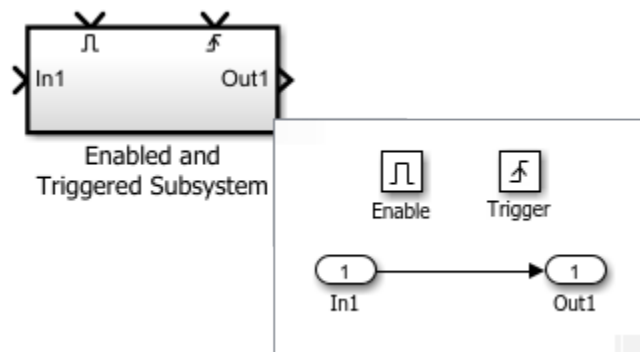 In1
Out1
Enabled and
Triggered Subsystem
Enable
Trigger
1
1
In1
Out1